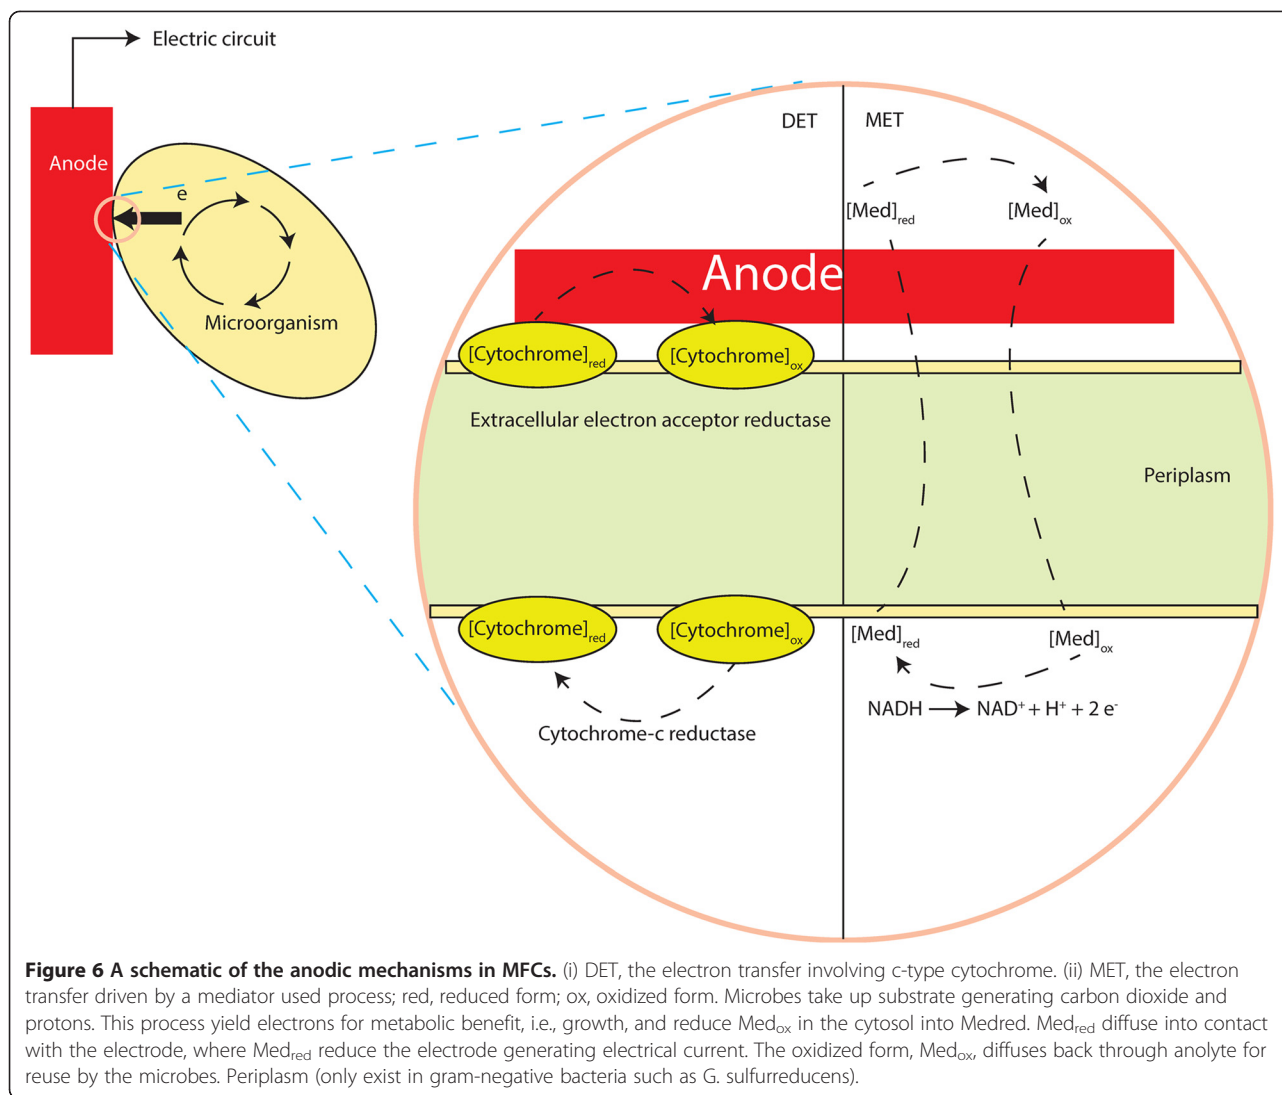 Electric circuit
Anode
e
Microorganism
DET
MET
[Med]red
[Med]ox
Anode
[Cytochrome]red
[Cytochrome]ox
Extracellular electron acceptor reductase
Periplasm
[Cytochrome]red
[Cytochrome]ox
[Med]red
[Med]ox
NADH NAD⁺ + H⁺ + 2 e⁻
Cytochrome-c reductase
Figure 6 A schematic of the anodic mechanisms in MFCs. (i) DET, the electron transfer involving c-type cytochrome. (ii) MET, the electron
transfer driven by a mediator used process; red, reduced form; ox, oxidized form. Microbes take up substrate generating carbon dioxide and
protons. This process yield electrons for metabolic benefit, i.e., growth, and reduce Medox in the cytosol into Medred. Medred diffuse into contact
with the electrode, where Medred reduce the electrode generating electrical current. The oxidized form, Medox, diffuses back through anolyte for
reuse by the microbes. Periplasm (only exist in gram-negative bacteria such as G. sulfurreducens).